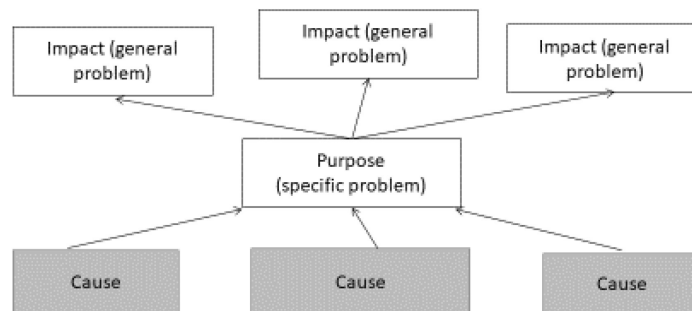 Impact (general
problem)
Impact (general
problem)
Impact (general
problem)
Purpose
(specific problem)
Cause
Cause
Cause